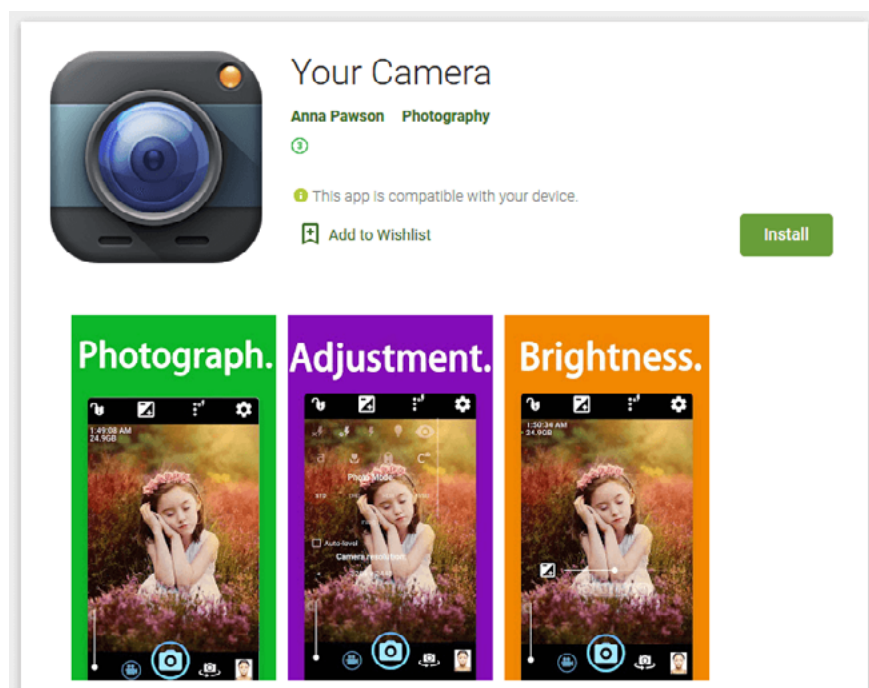 Your Camera
Anna Pawson Photography
3
This app is compatible with your device.
Add to Wishlist
Install
Photograph.
1:49:08 AM
24.9GB
Adjustment.
Photo Mode
Auto-level
Camera resolution
Brightness.
1:50:34 AM
24.9GB